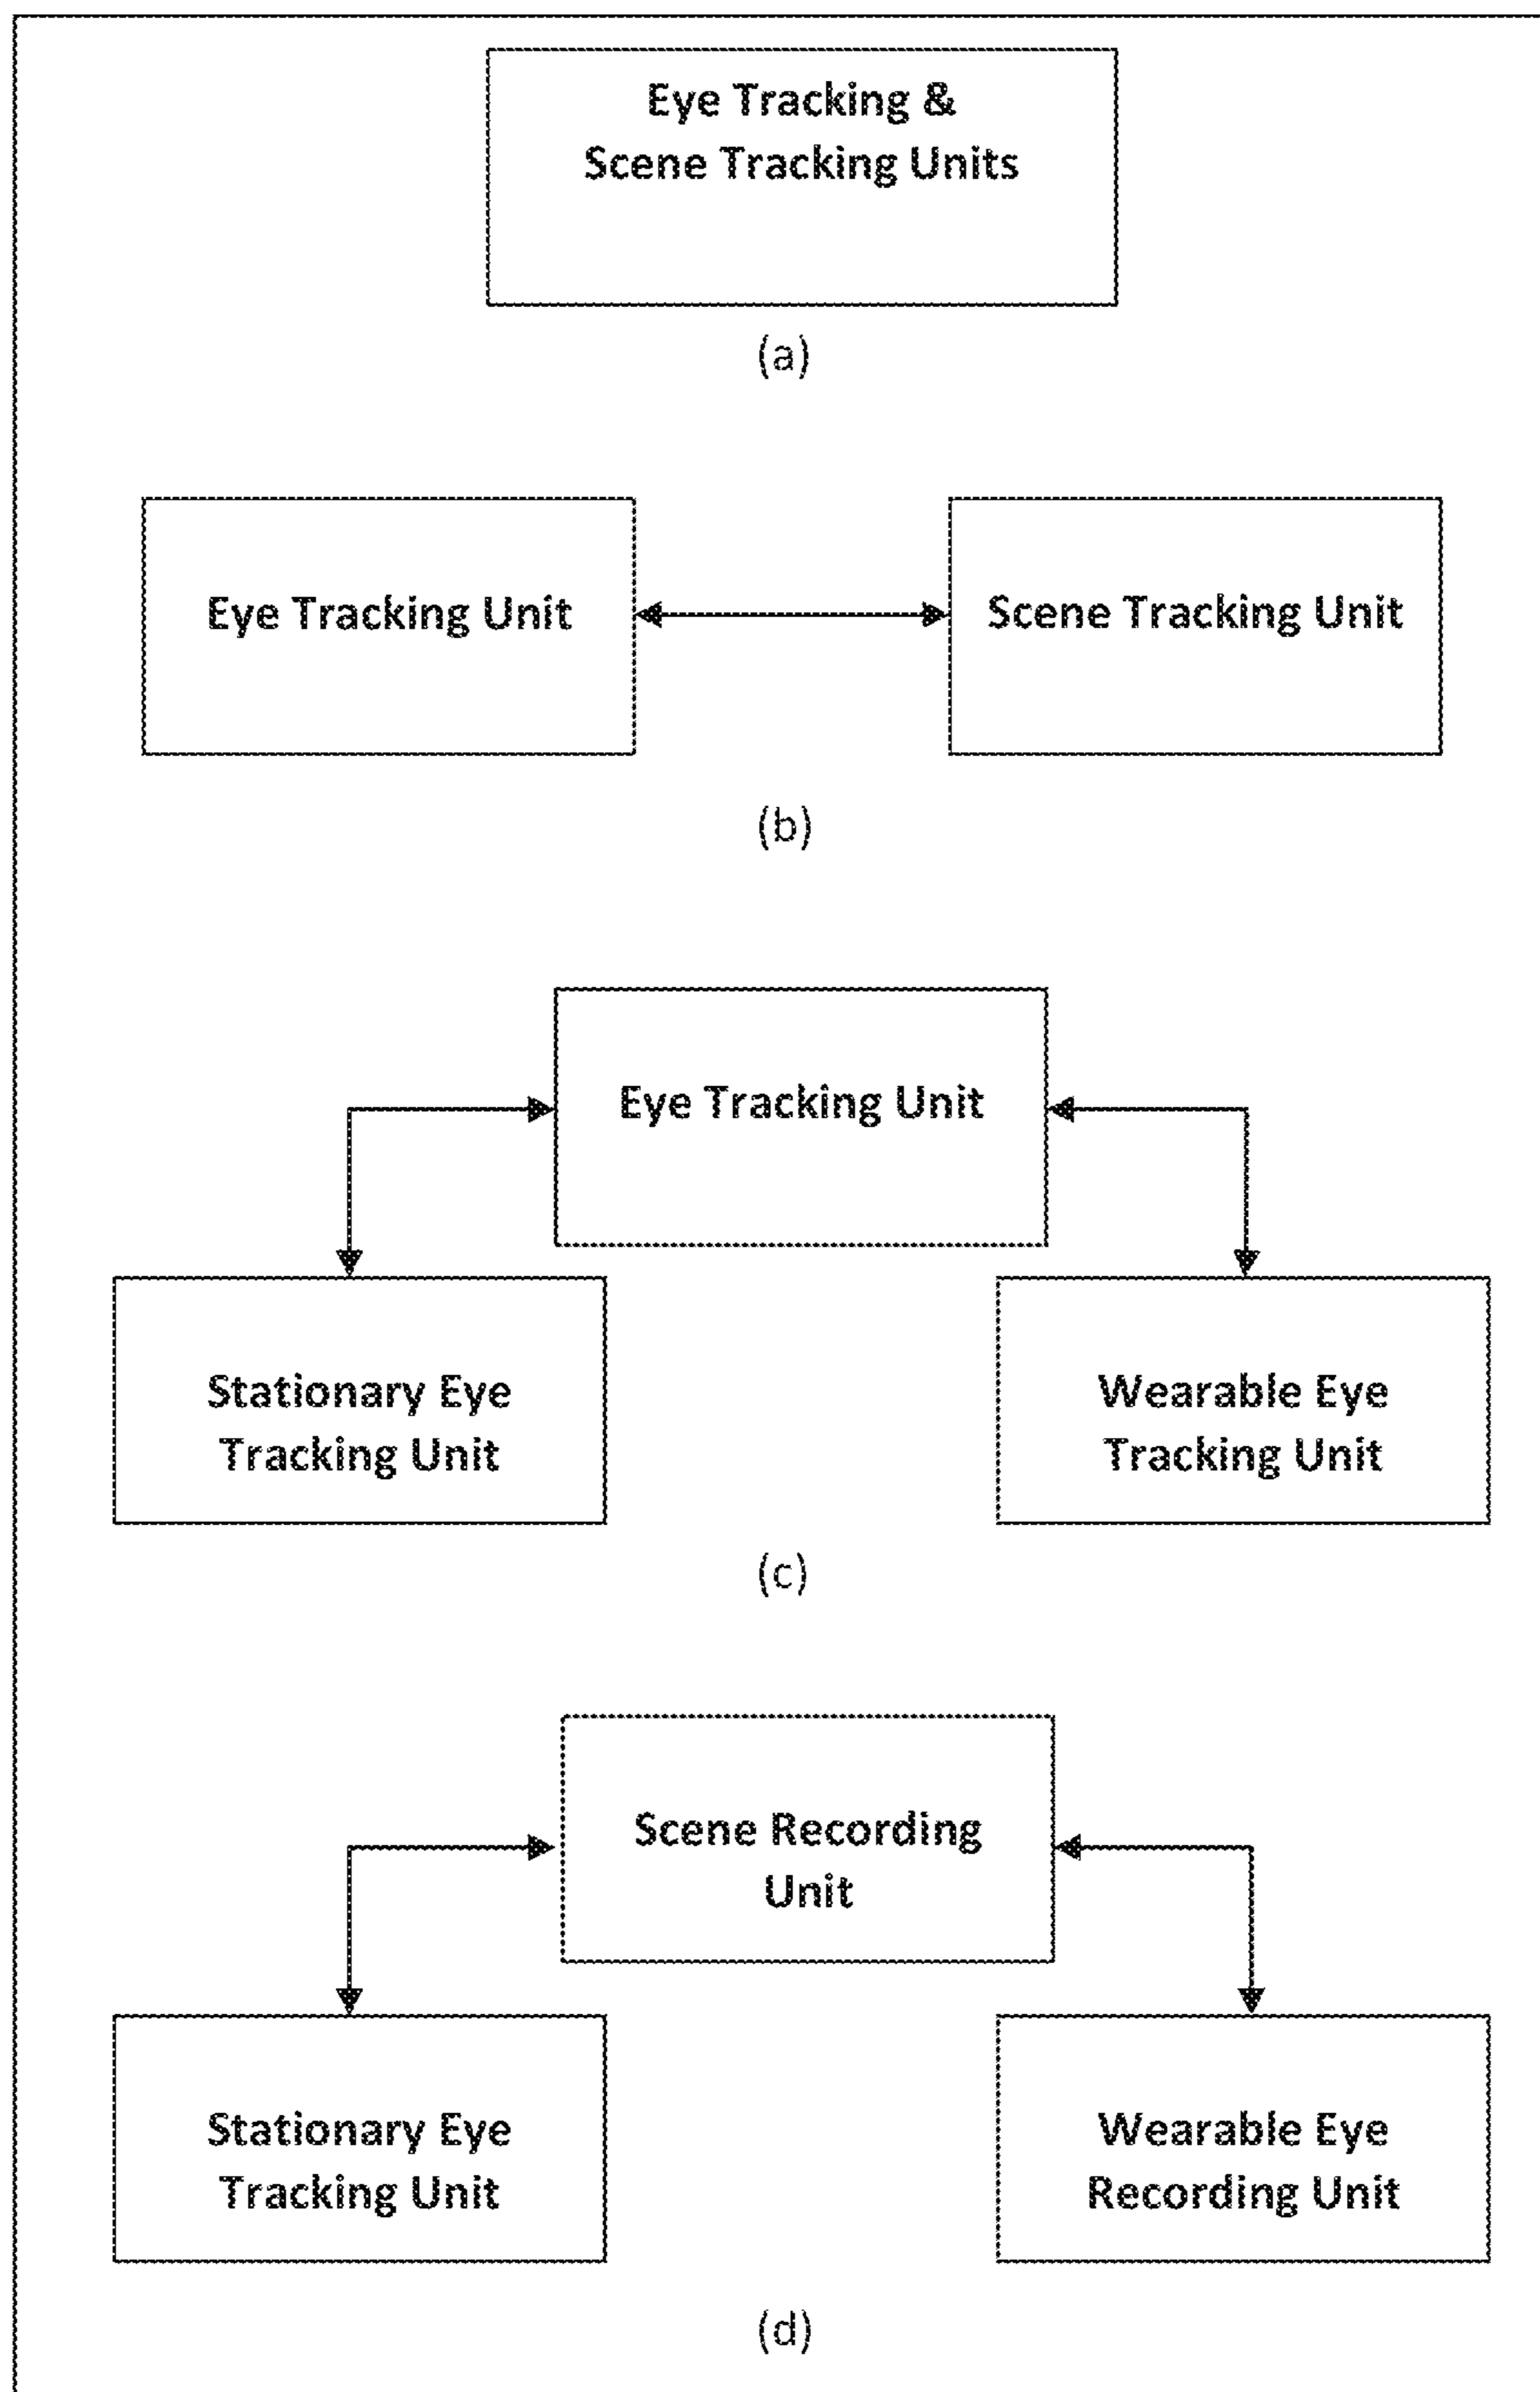 Eye Tracking &
Scene Tracking Units
(a)
Eye Tracking Unit
Scene Tracking Unit
(b)
Eye Tracking Unit
Stationary Eye
Tracking Unit
Wearable Eye
Tracking Unit
(c)
Scene Recording
Unit
Stationary Eye
Tracking Unit
Wearable Eye
Recording Unit
(d)